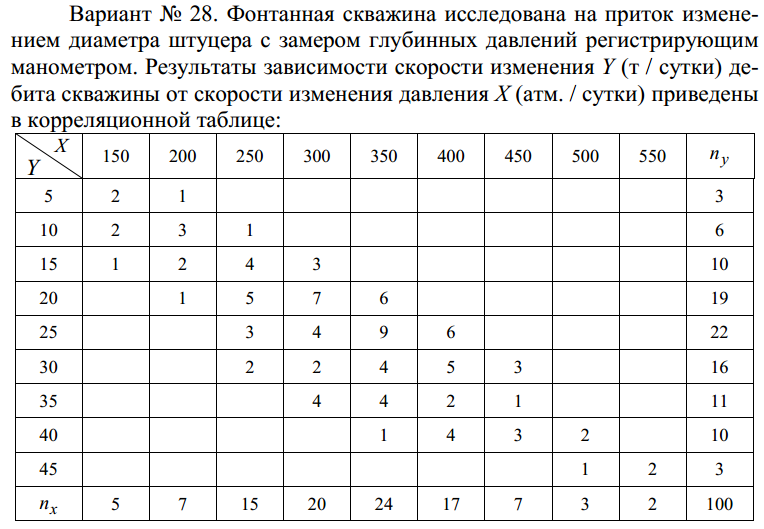 Вариант № 28. Фонтанная скважина исследована на приток измене-
нием диаметра штуцера с замером глубинных давлений регистрирующим
манометром. Результаты зависимости скорости изменения Y (т / сутки) де-
бита скважины от скорости изменения давления X (атм. / сутки) приведены
в корреляционной таблице:
Y X 150 200 250 300 350 400 450 500 550 n_y
5 2 1 3
10 2 3 1 6
15 1 2 4 3 10
20 1 5 7 6 19
25 3 4 9 6 22
30 2 2 4 5 3 16
35 4 4 2 1 11
40 1 4 3 2 10
45 1 2 3
n_x 5 7 15 20 24 17 7 3 2 100